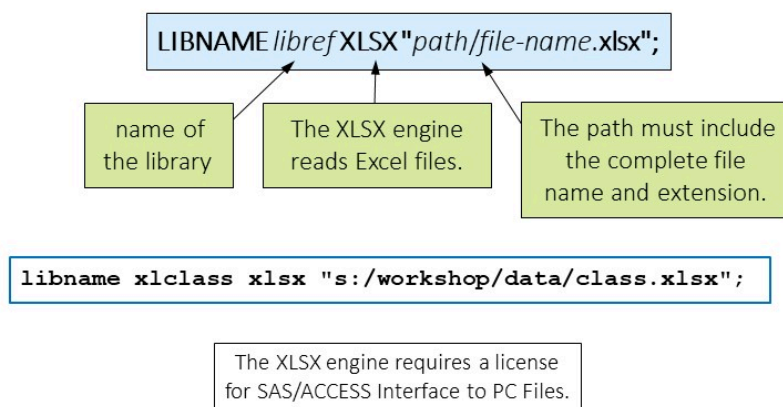 LIBNAME libref XLSX "path/file-name.xlsx";
name of
the library
The XLSX engine
reads Excel files.
The path must include
the complete file
name and extension.
libname xlclass xlsx "s:/workshop/data/class.xlsx";
The XLSX engine requires a license
for SAS/ACCESS Interface to PC Files.